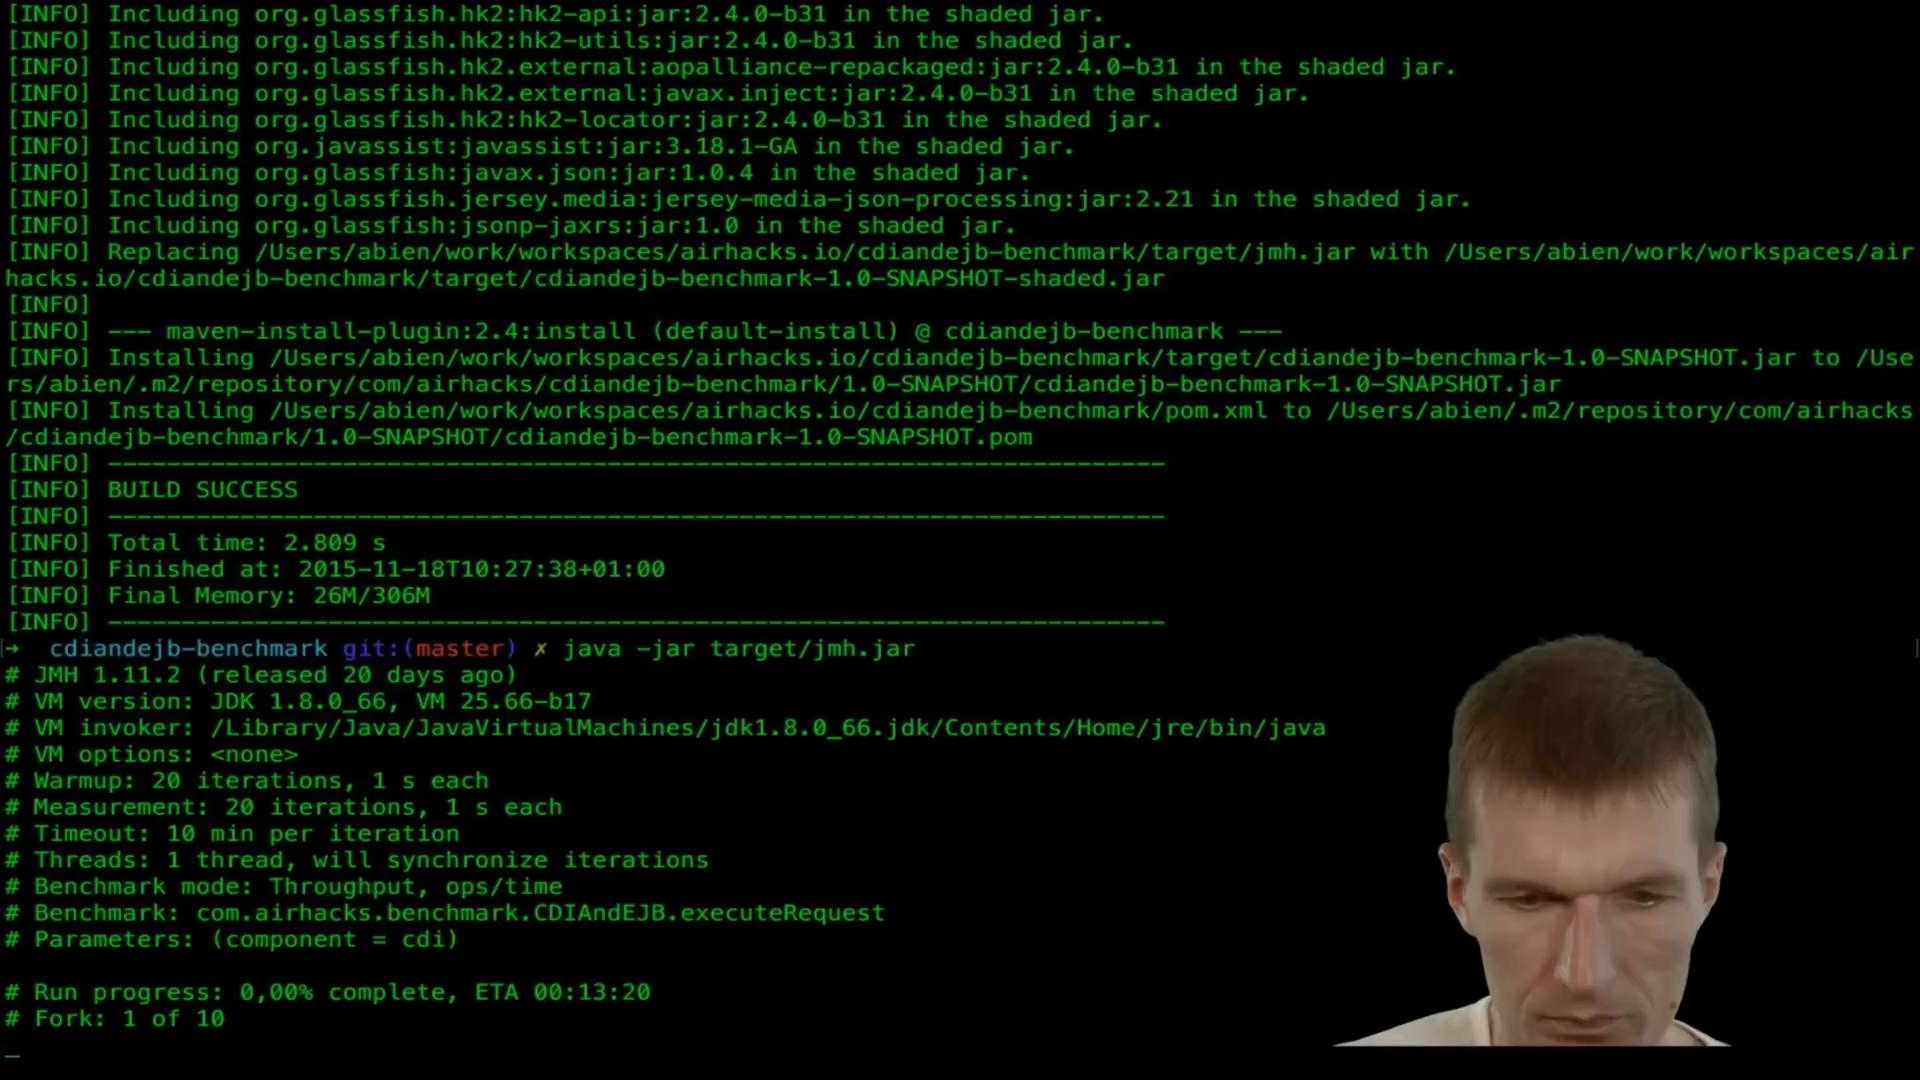 [INFO] Including org.glassfish.hk2:hk2-api:jar:2.4.0-b31 in the shaded jar.
[INFO] Including org.glassfish.hk2:hk2-utils:jar:2.4.0-b31 in the shaded jar.
[INFO] Including org.glassfish.hk2.external:aopalliance-repackaged:jar:2.4.0-b31 in the shaded jar.
[INFO] Including org.glassfish.hk2.external:javax.inject:jar:2.4.0-b31 in the shaded jar.
[INFO] Including org.glassfish.hk2:hk2-locator:jar:2.4.0-b31 in the shaded jar.
[INFO] Including org.javassist:javassist:jar:3.18.1-GA in the shaded jar.
[INFO] Including org.glassfish:javax.json:jar:1.0.4 in the shaded jar.
[INFO] Including org.glassfish.jersey.media:jersey-media-json-processing:jar:2.21 in the shaded jar.
[INFO] Including org.glassfish:jsonp-jaxrs:jar:1.0 in the shaded jar.
[INFO] Replacing /Users/abien/work/workspaces/airhacks.io/cdiandejb-benchmark/target/jmh.jar with /Users/abien/work/workspaces/air
hacks.io/cdiandejb-benchmark/target/cdiandejb-benchmark-1.0-SNAPSHOT-shaded.jar
[INFO]
[INFO] --- maven-install-plugin:2.4:install (default-install) @ cdiandejb-benchmark ---
[INFO] Installing /Users/abien/work/workspaces/airhacks.io/cdiandejb-benchmark/target/cdiandejb-benchmark-1.0-SNAPSHOT.jar to /Use
rs/abien/.m2/repository/com/airhacks/cdiandejb-benchmark/1.0-SNAPSHOT/cdiandejb-benchmark-1.0-SNAPSHOT.jar
[INFO] Installing /Users/abien/work/workspaces/airhacks.io/cdiandejb-benchmark/pom.xml to /Users/abien/.m2/repository/com/airhacks
/cdiandejb-benchmark/1.0-SNAPSHOT/cdiandejb-benchmark-1.0-SNAPSHOT.pom
[INFO] ------------------------------------------------------------------------
[INFO] BUILD SUCCESS
[INFO] ------------------------------------------------------------------------
[INFO] Total time: 2.809 s
[INFO] Finished at: 2015-11-18T10:27:38+01:00
[INFO] Final Memory: 26M/306M
[INFO] ------------------------------------------------------------------------
➜  cdiandejb-benchmark git:(master) ✗ java -jar target/jmh.jar
# JMH 1.11.2 (released 20 days ago)
# VM version: JDK 1.8.0_66, VM 25.66-b17
# VM invoker: /Library/Java/JavaVirtualMachines/jdk1.8.0_66.jdk/Contents/Home/jre/bin/java
# VM options: <none>
# Warmup: 20 iterations, 1 s each
# Measurement: 20 iterations, 1 s each
# Timeout: 10 min per iteration
# Threads: 1 thread, will synchronize iterations
# Benchmark mode: Throughput, ops/time
# Benchmark: com.airhacks.benchmark.CDIAndEJB.executeRequest
# Parameters: (component = cdi)
# Run progress: 0,00% complete, ETA 00:13:20
# Fork: 1 of 10